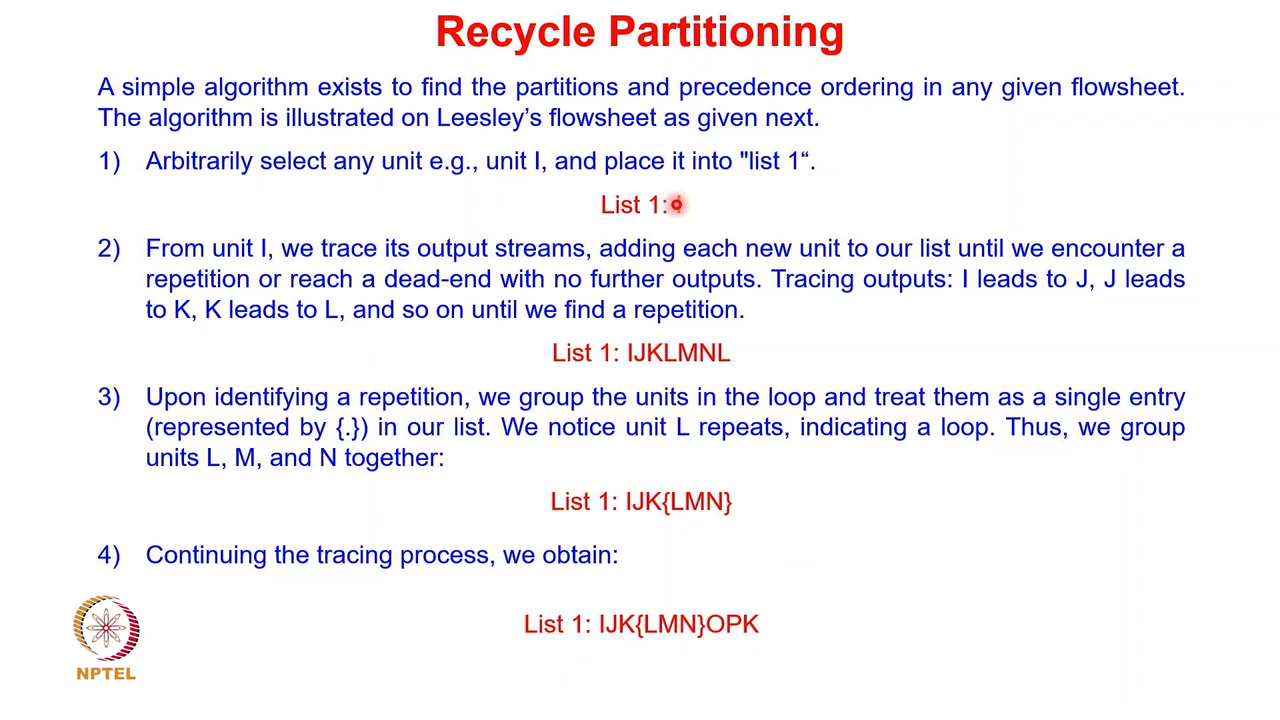 Recycle Partitioning
A simple algorithm exists to find the partitions and precedence ordering in any given flowsheet.
The algorithm is illustrated on Leesley’s flowsheet as given next.
1) Arbitrarily select any unit e.g., unit I, and place it into "list 1“.
List 1:
2) From unit I, we trace its output streams, adding each new unit to our list until we encounter a
repetition or reach a dead-end with no further outputs. Tracing outputs: I leads to J, J leads
to K, K leads to L, and so on until we find a repetition.
List 1: IJKLMNL
3) Upon identifying a repetition, we group the units in the loop and treat them as a single entry
(represented by {.}) in our list. We notice unit L repeats, indicating a loop. Thus, we group
units L, M, and N together:
List 1: IJK{LMN}
4) Continuing the tracing process, we obtain:
List 1: IJK{LMN}OPK
NPTEL